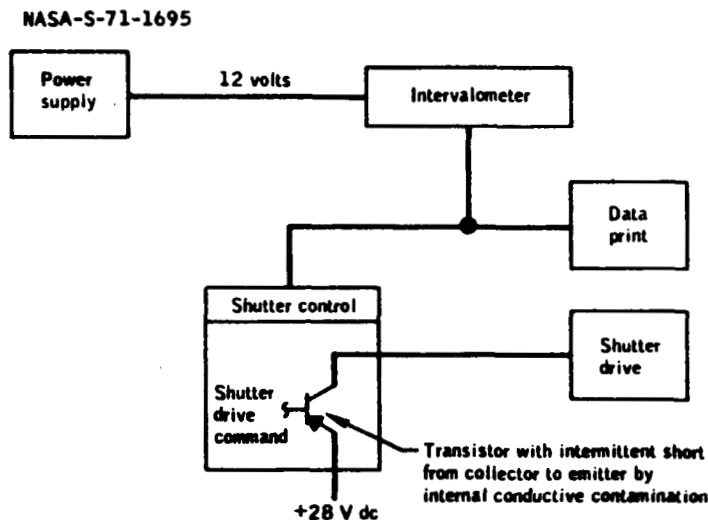 NASA-S-71-1695
Power
supply
12 volts
Intervalometer
Data
print
Shutter control
Shutter
drive
Shutter
drive
command
Transistor with intermittent short
from collector to emitter by
internal conductive contamination
+28 V dc